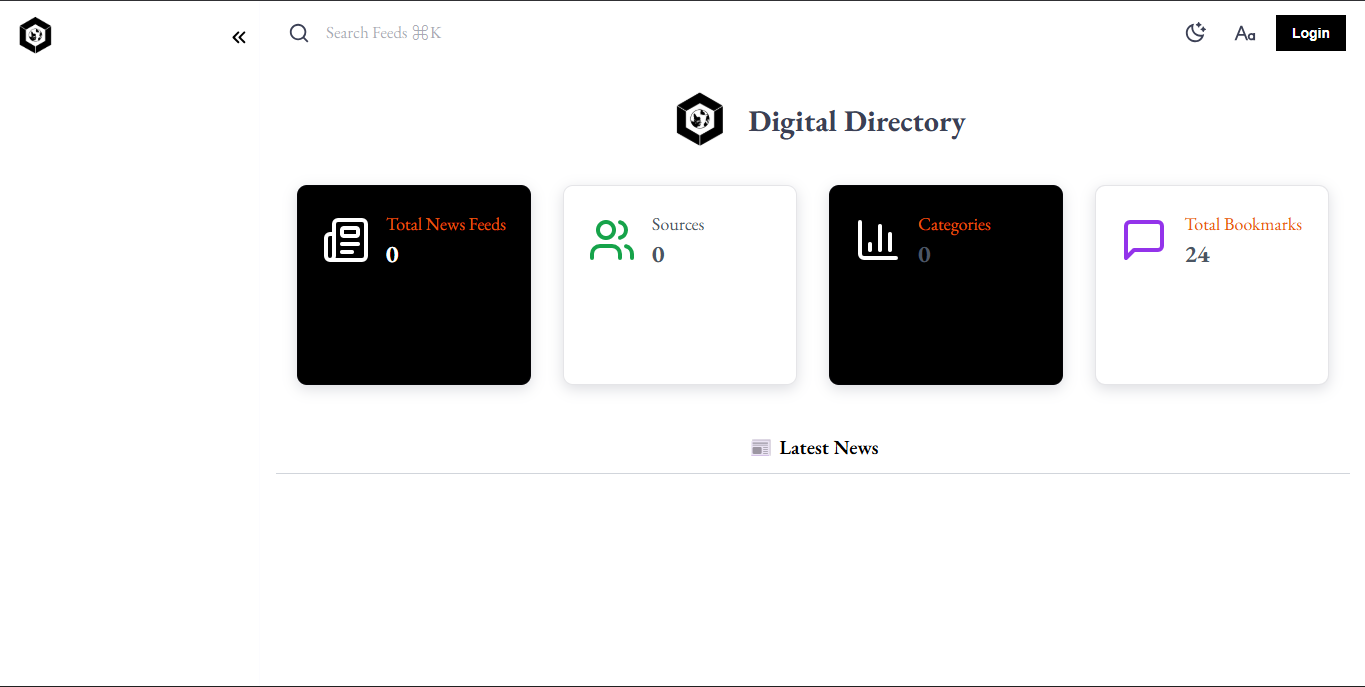 Search Feeds ⌘K
Aa
Login
Digital Directory
Total News Feeds
0
Sources
0
Categories
0
Total Bookmarks
24
Latest News